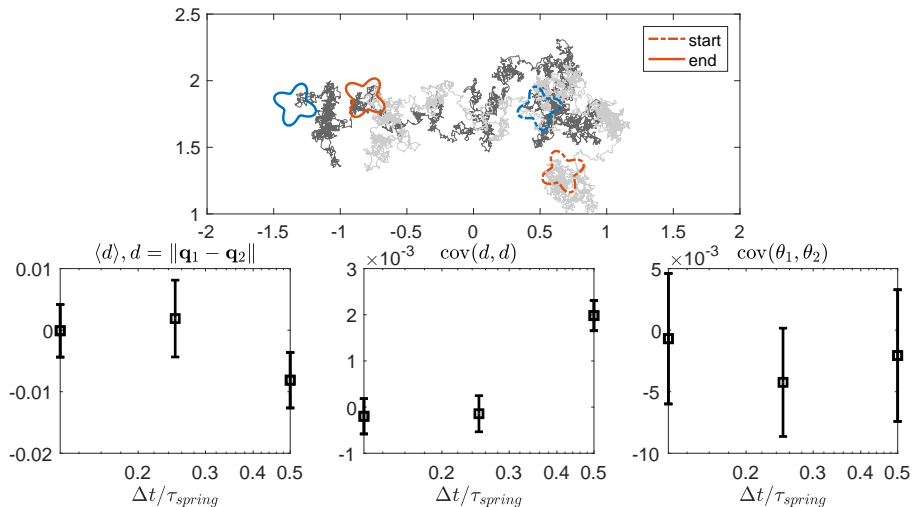 2.5
2
1.5
1
start
end
-2 -1.5 -1 -0.5 0 0.5 1 1.5 2
⟨d⟩, d = ‖q₁ − q₂‖
cov(d, d)
cov(θ₁, θ₂)
0.01
0
-0.01
-0.02
0.2 0.3 0.4 0.5
Δt/τ_spring
×10⁻³
3
2
1
0
-1
0.2 0.3 0.4 0.5
Δt/τ_spring
×10⁻³
5
0
-5
-10
0.2 0.3 0.4 0.5
Δt/τ_spring